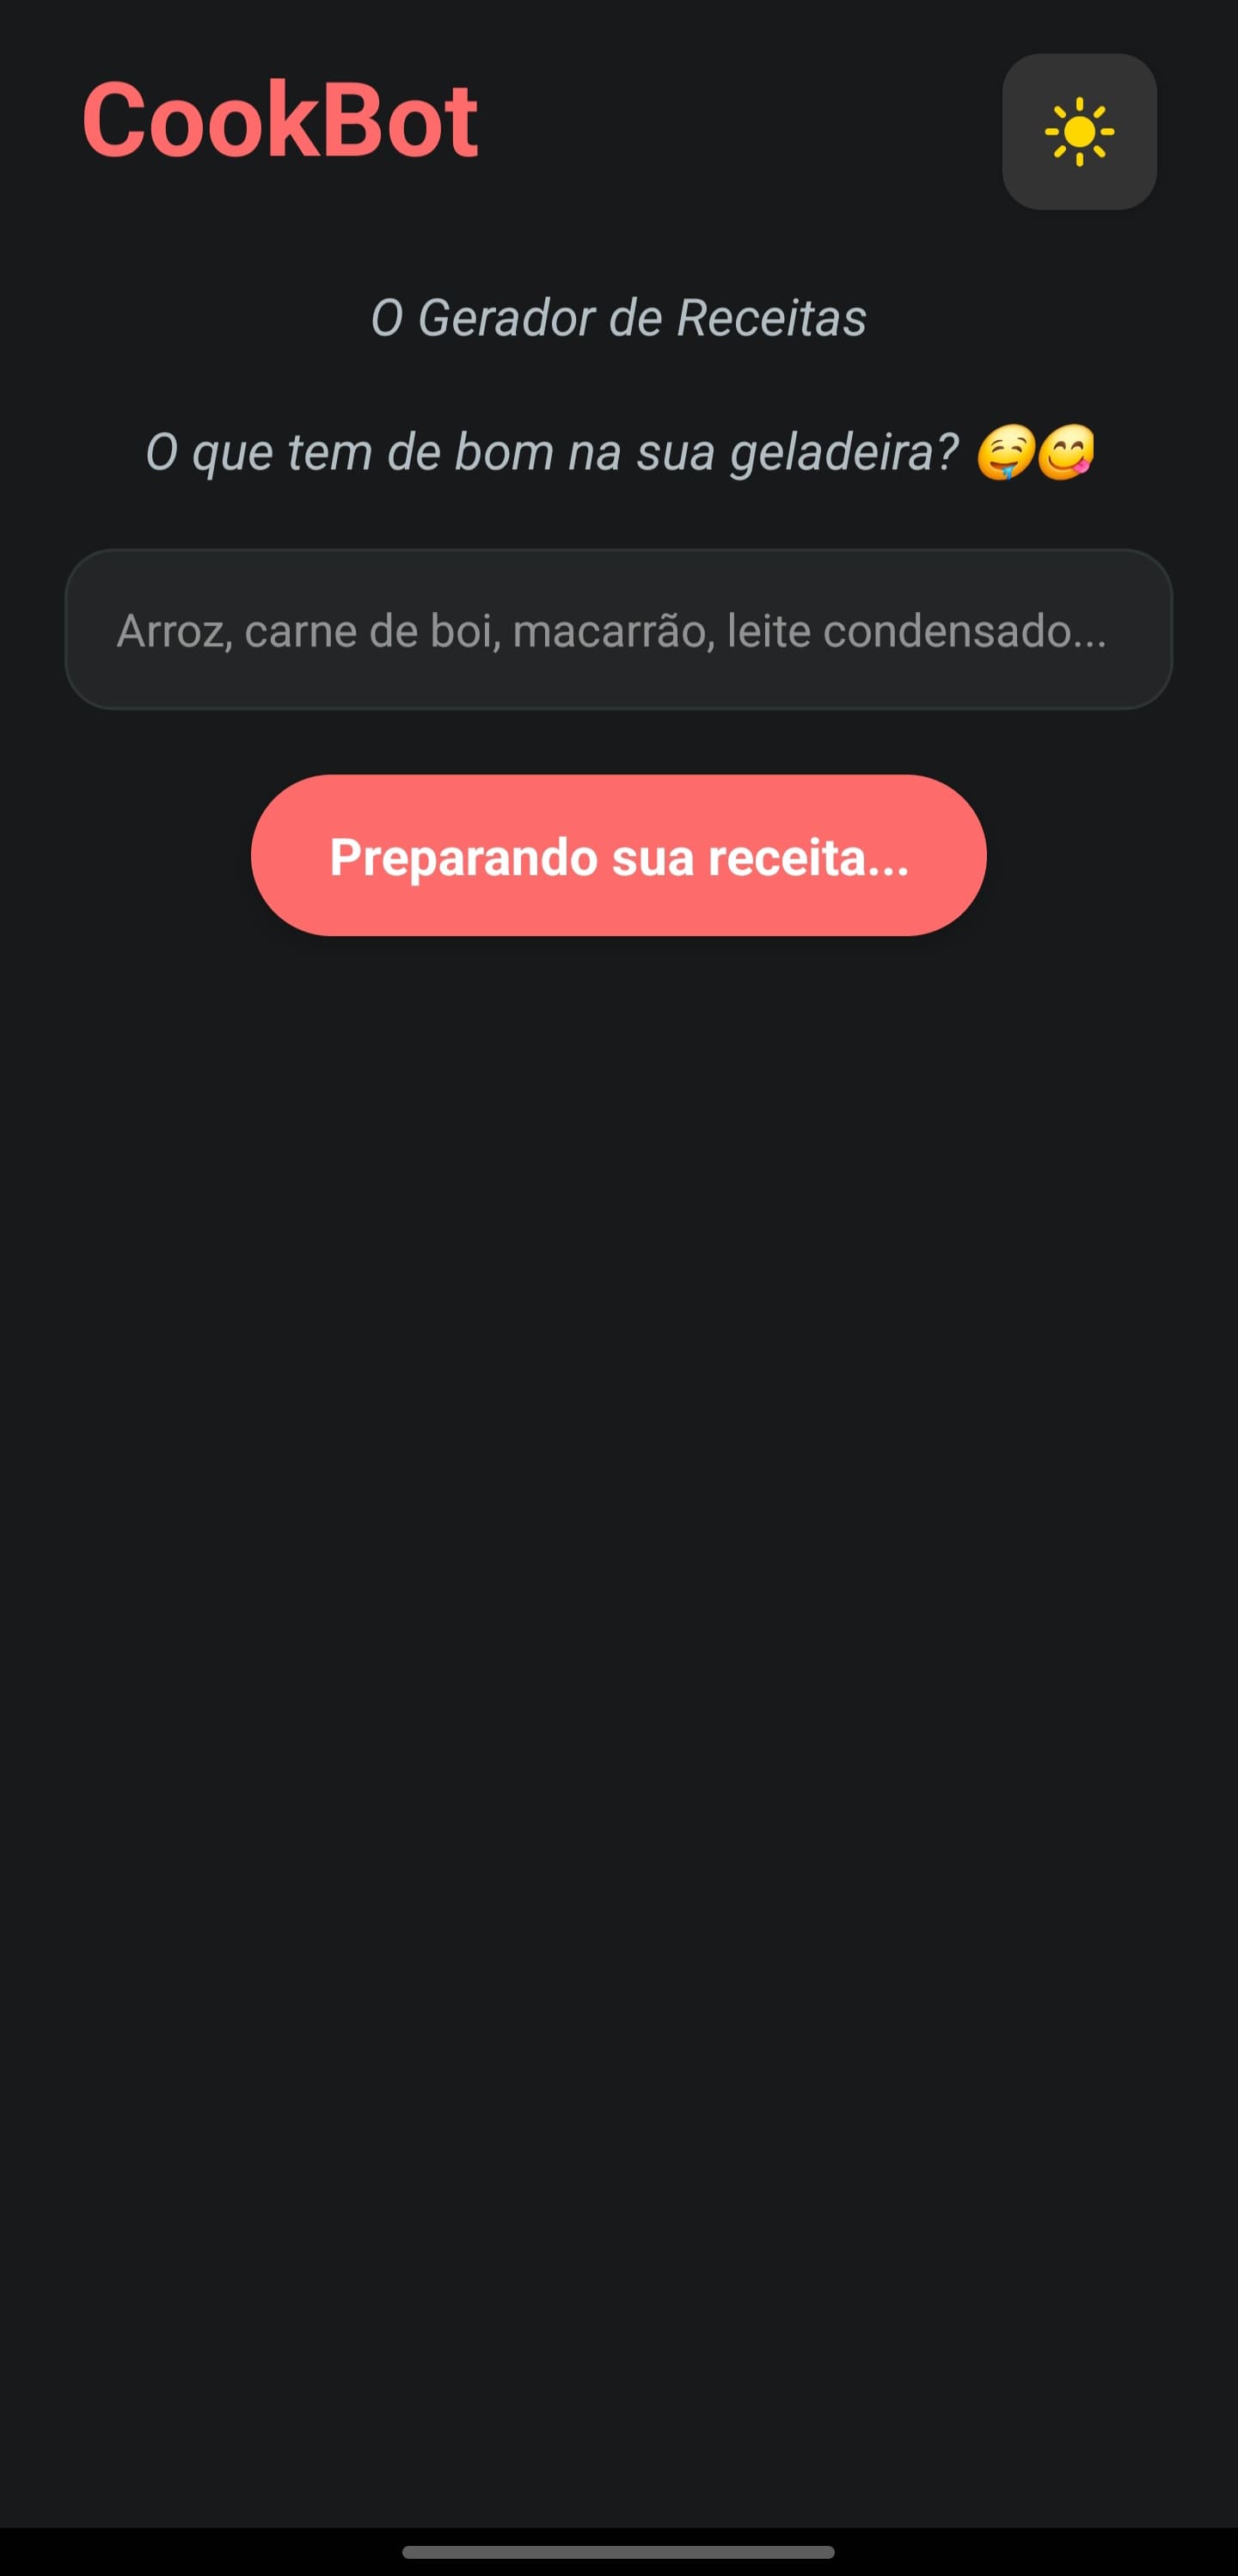 CookBot
O Gerador de Receitas
O que tem de bom na sua geladeira? 🤤😋
Arroz, carne de boi, macarrão, leite condensado...
Preparando sua receita...